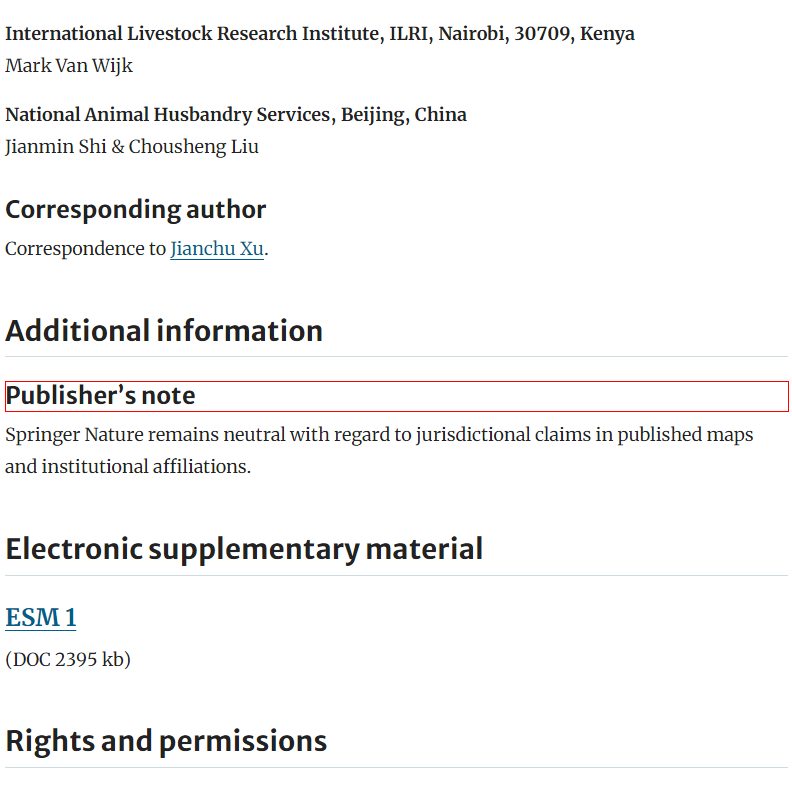 International Livestock Research Institute, ILRI, Nairobi, 30709, Kenya
Mark Van Wijk
National Animal Husbandry Services, Beijing, China
Jianmin Shi & Chousheng Liu
Corresponding author
Correspondence to Jianchu Xu.
Additional information
Publisher’s note
Springer Nature remains neutral with regard to jurisdictional claims in published maps
and institutional affiliations.
Electronic supplementary material
ESM 1
(DOC 2395 kb)
Rights and permissions